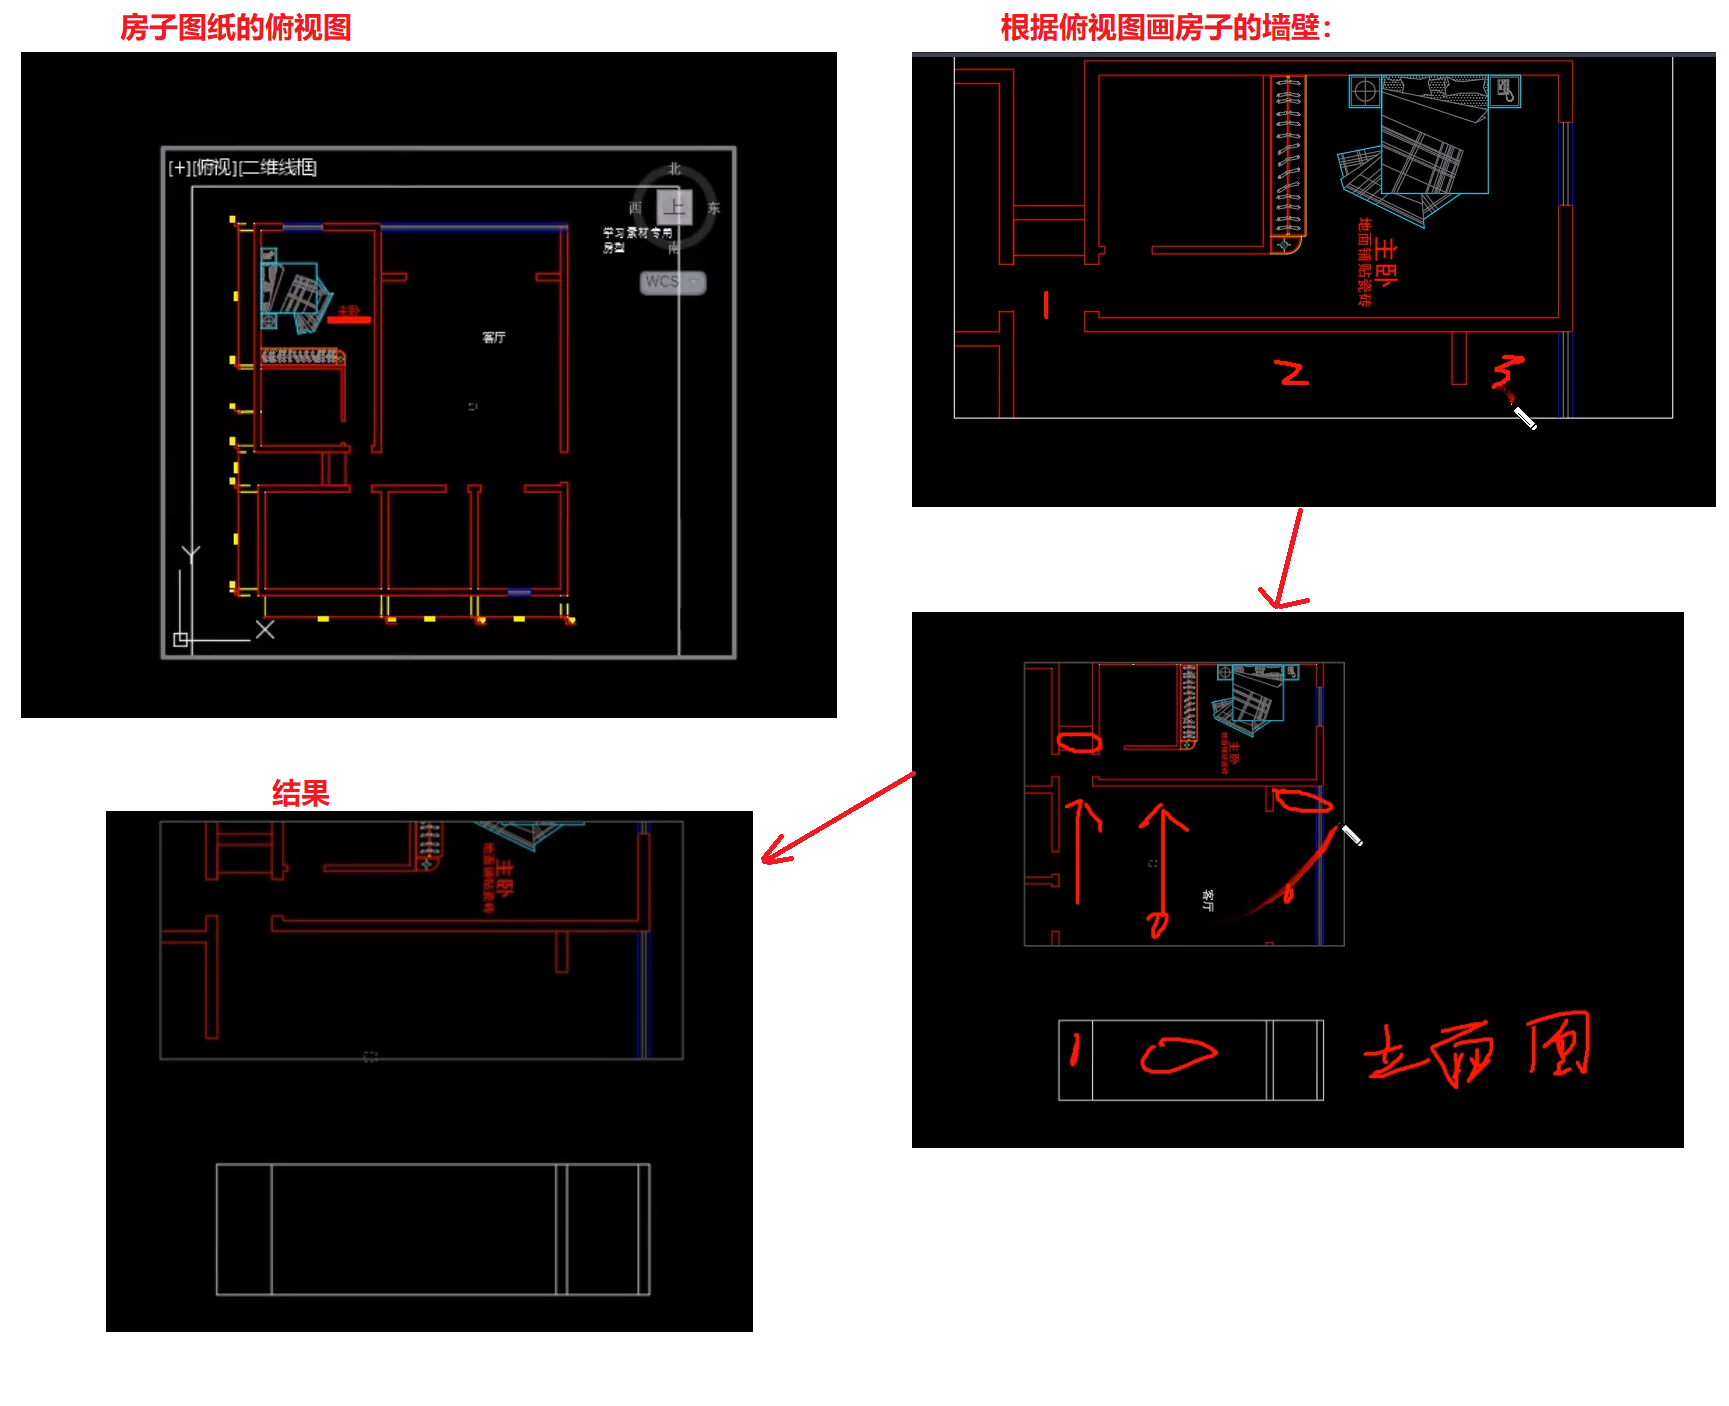 房子图纸的俯视图
[+][俯视][二维线框]
北
西 上 东
南
学习素材专用
房型
WCS
主卧
客厅
Y
X
根据俯视图画房子的墙壁：
主卧
地面铺贴瓷砖
1
2
3
主卧
地面铺贴瓷砖
客厅
1
立面图
结果
主卧
地面铺贴瓷砖